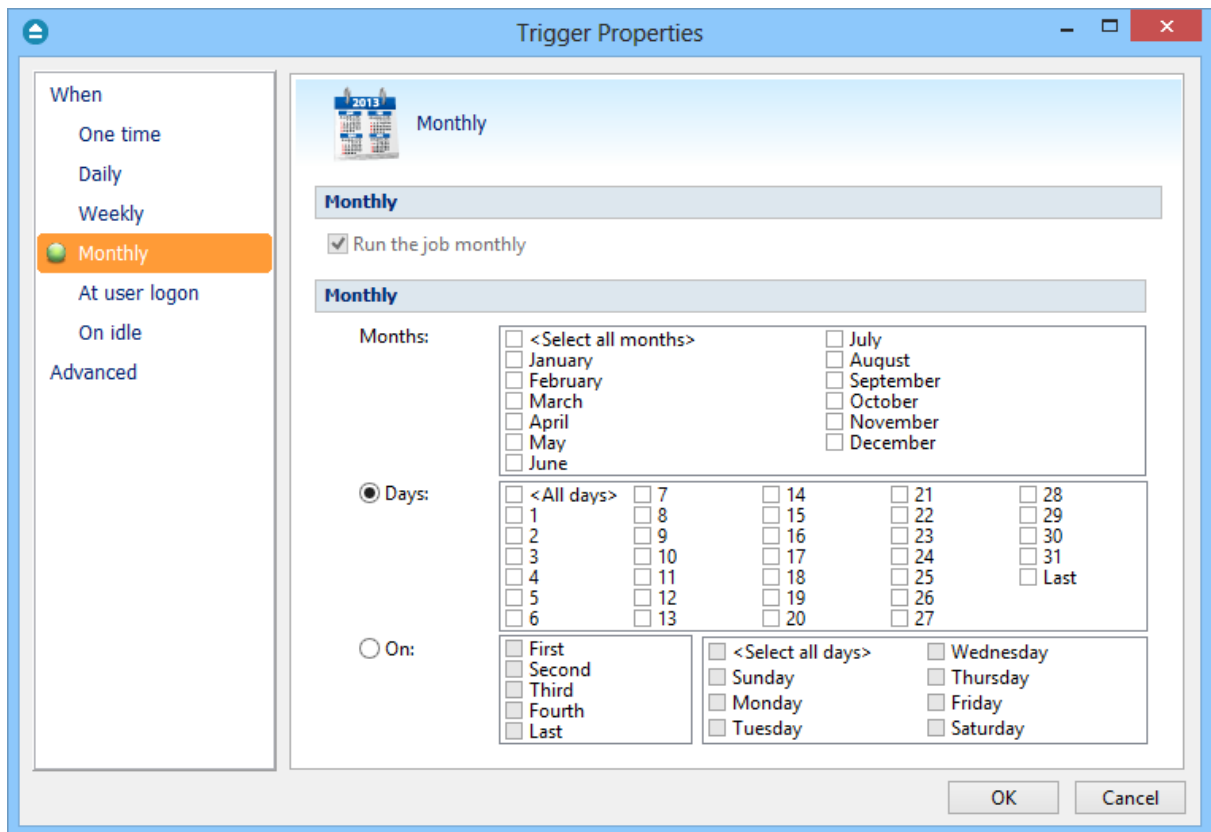 Trigger Properties
When
One time
Daily
Weekly
Monthly
At user logon
On idle
Advanced
2013
Monthly
Monthly
Run the job monthly
Monthly
Months:
<Select all months>
January
February
March
April
May
June
July
August
September
October
November
December
Days:
<All days>
1
2
3
4
5
6
7
8
9
10
11
12
13
14
15
16
17
18
19
20
21
22
23
24
25
26
27
28
29
30
31
Last
On:
First
Second
Third
Fourth
Last
<Select all days>
Sunday
Monday
Tuesday
Wednesday
Thursday
Friday
Saturday
OK
Cancel